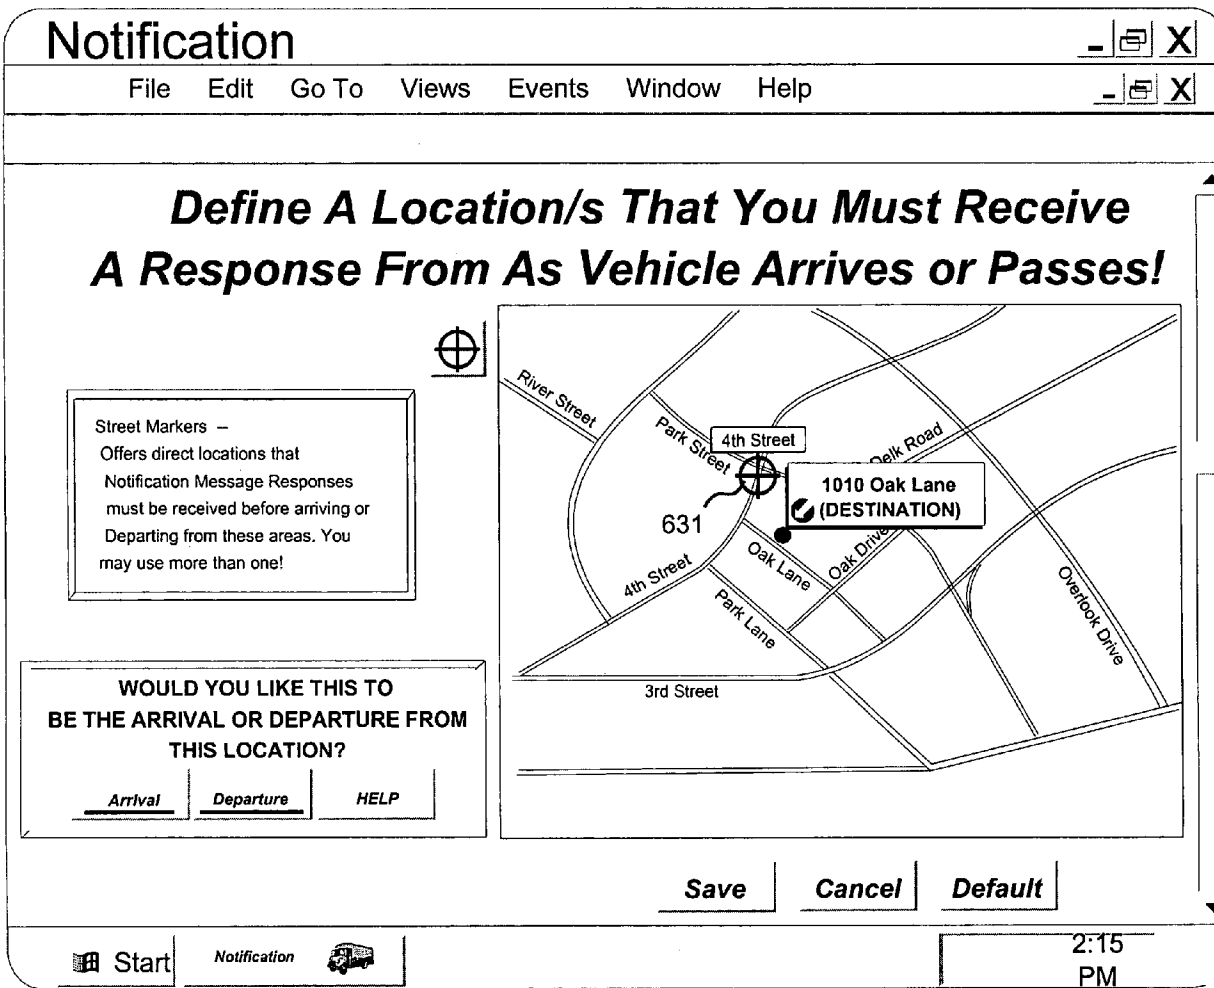 Notification
File Edit Go To Views Events Window Help
Define A Location/s That You Must Receive
A Response From As Vehicle Arrives or Passes!
Street Markers –
Offers direct locations that
Notification Message Responses
must be received before arriving or
Departing from these areas. You
may use more than one!
WOULD YOU LIKE THIS TO
BE THE ARRIVAL OR DEPARTURE FROM
THIS LOCATION?
Arrival Departure HELP
River Street
Park Street
4th Street
Delk Road
1010 Oak Lane
(DESTINATION)
631
Oak Lane
Oak Drive
4th Street
Park Lane
Overlook Drive
3rd Street
Save Cancel Default
Start Notification
2:15
PM